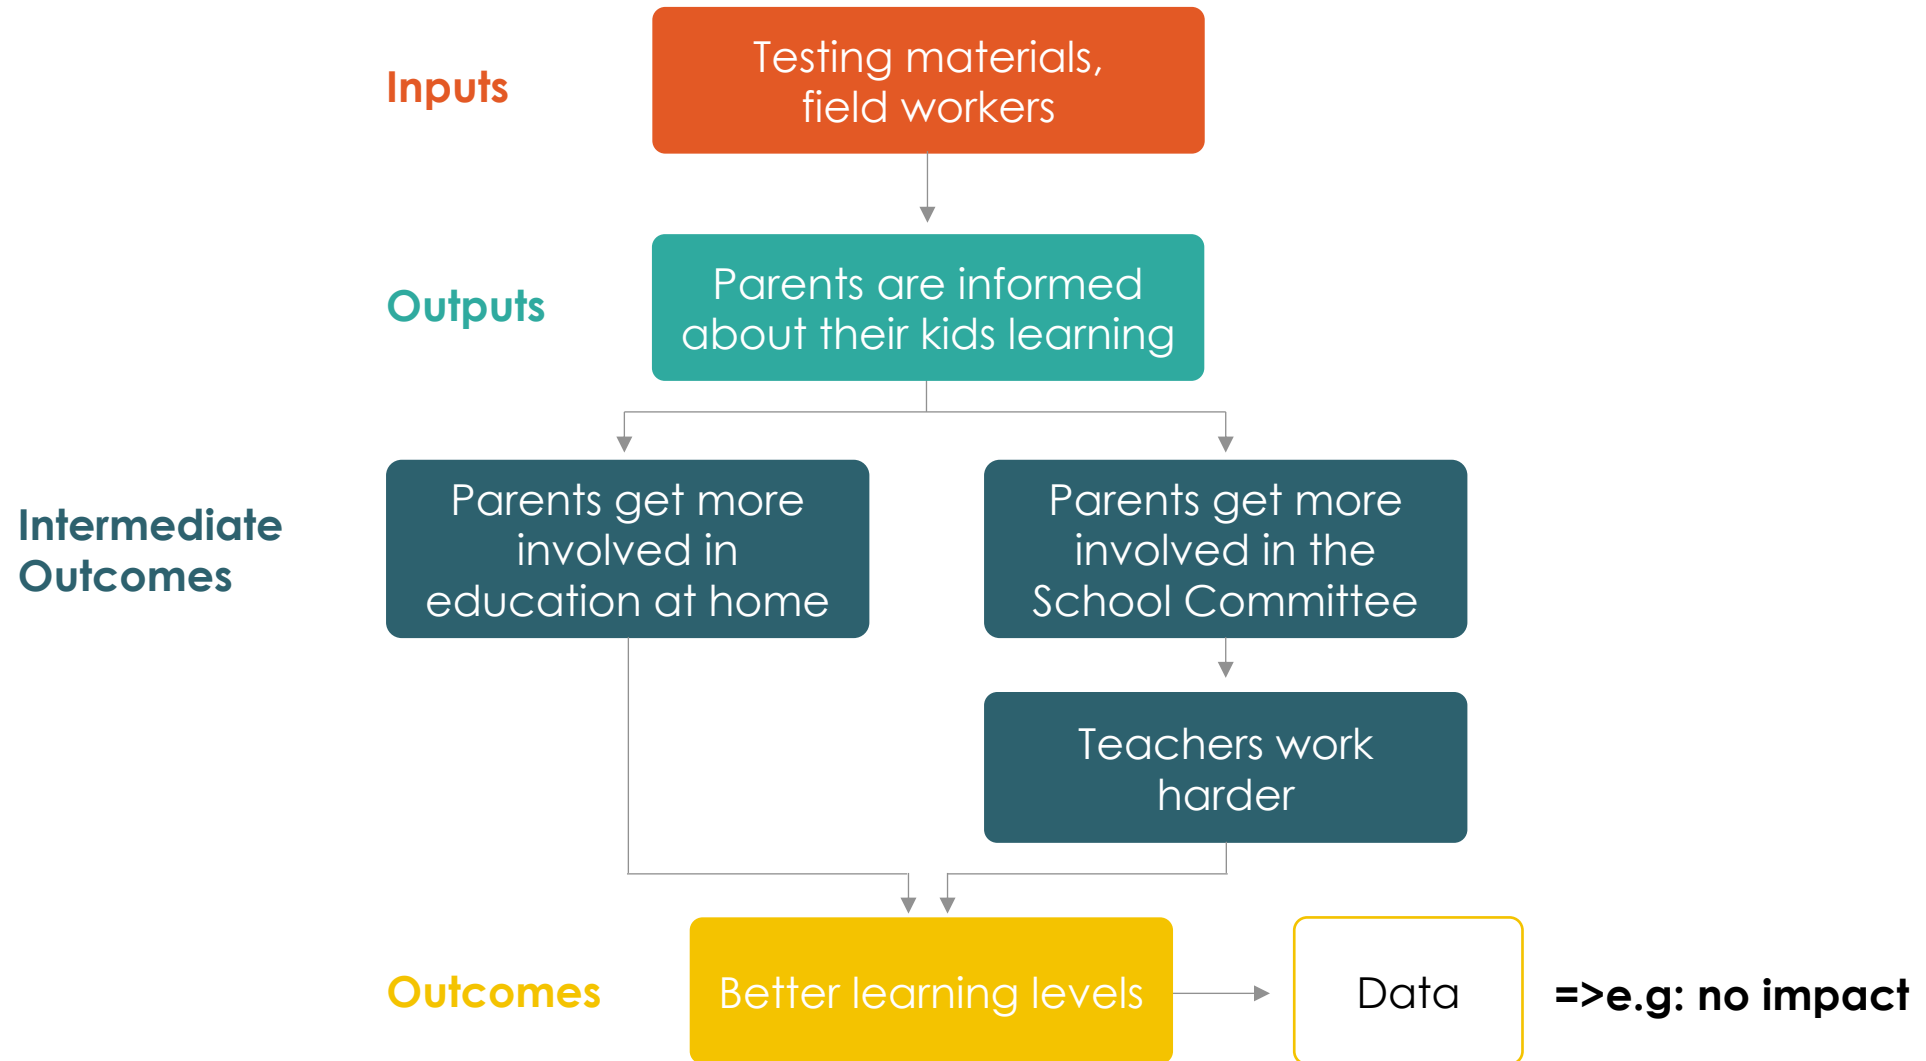 Inputs
Testing materials,
field workers
Outputs
Parents are informed
about their kids learning
Intermediate
Outcomes
Parents get more
involved in
education at home
Parents get more
involved in the
School Committee
Teachers work
harder
Outcomes
Better learning levels
Data
=>e.g: no impact